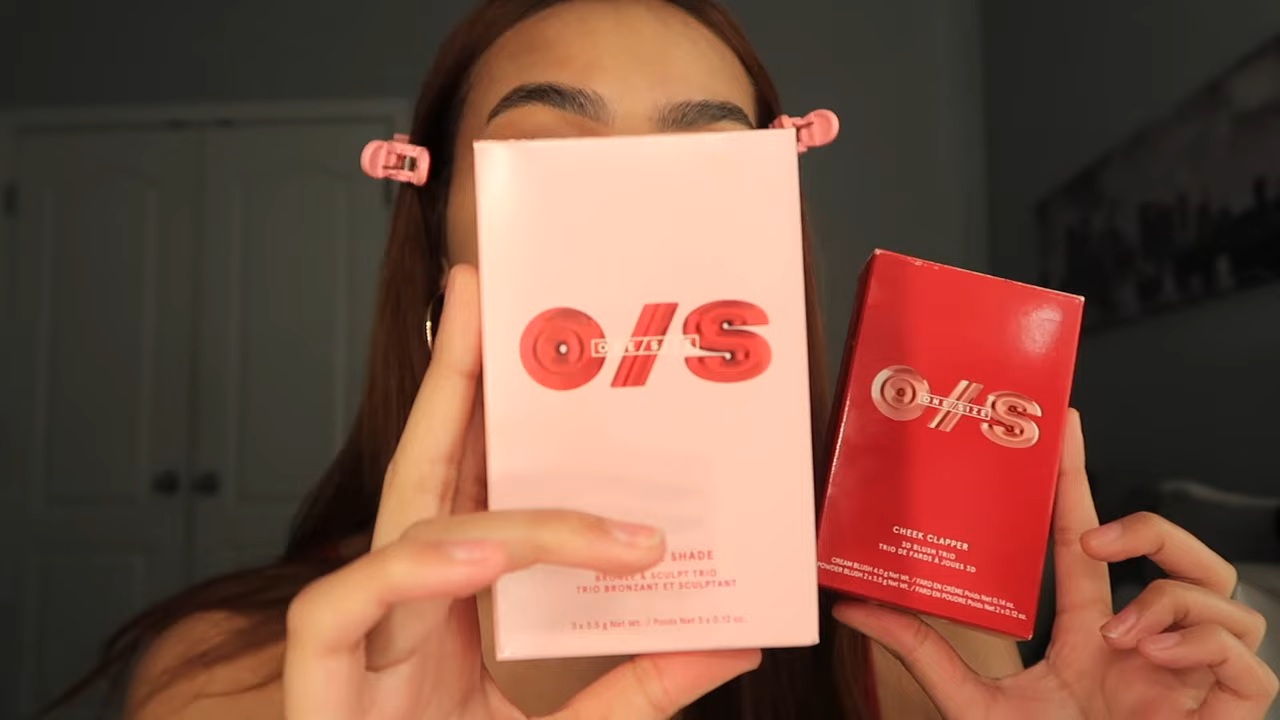 O/S
ONE/SIZE
SHADE
BRONZE & SCULPT TRIO
TRIO BRONZANT ET SCULPTANT
3 x 3.5 g Net Wt. / Poids Net 3 x 0.12 oz.
O/S
ONE/SIZE
CHEEK CLAPPER
3D BLUSH TRIO
TRIO DE FARDS À JOUES 3D
CREAM BLUSH 4.0 g Net Wt. / FARD EN CRÈME Poids Net 0.14 oz.
POWDER BLUSH 2 x 3.5 g Net Wt. / FARD EN POUDRE Poids Net 2 x 0.12 oz.